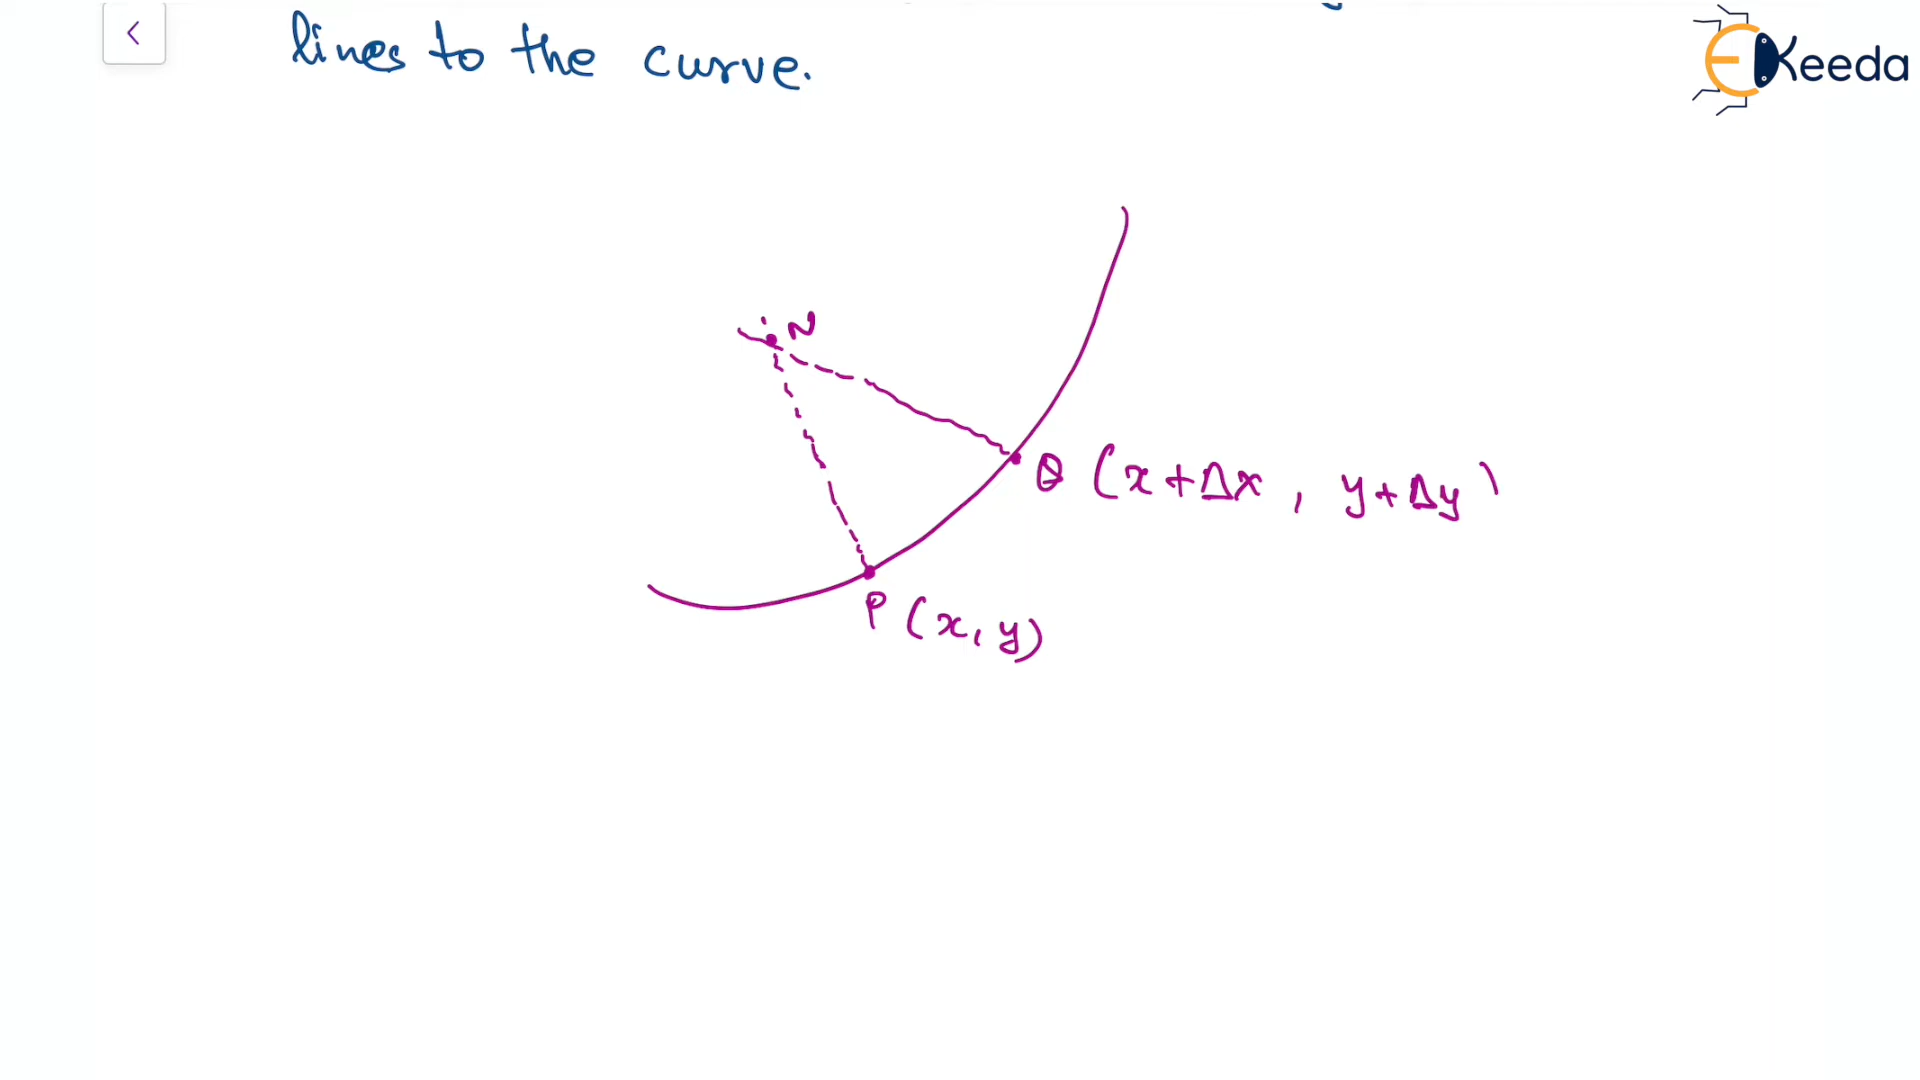 lines to the curve.
EKeeda
N
Q (x+Δx , y+Δy)
P (x, y)